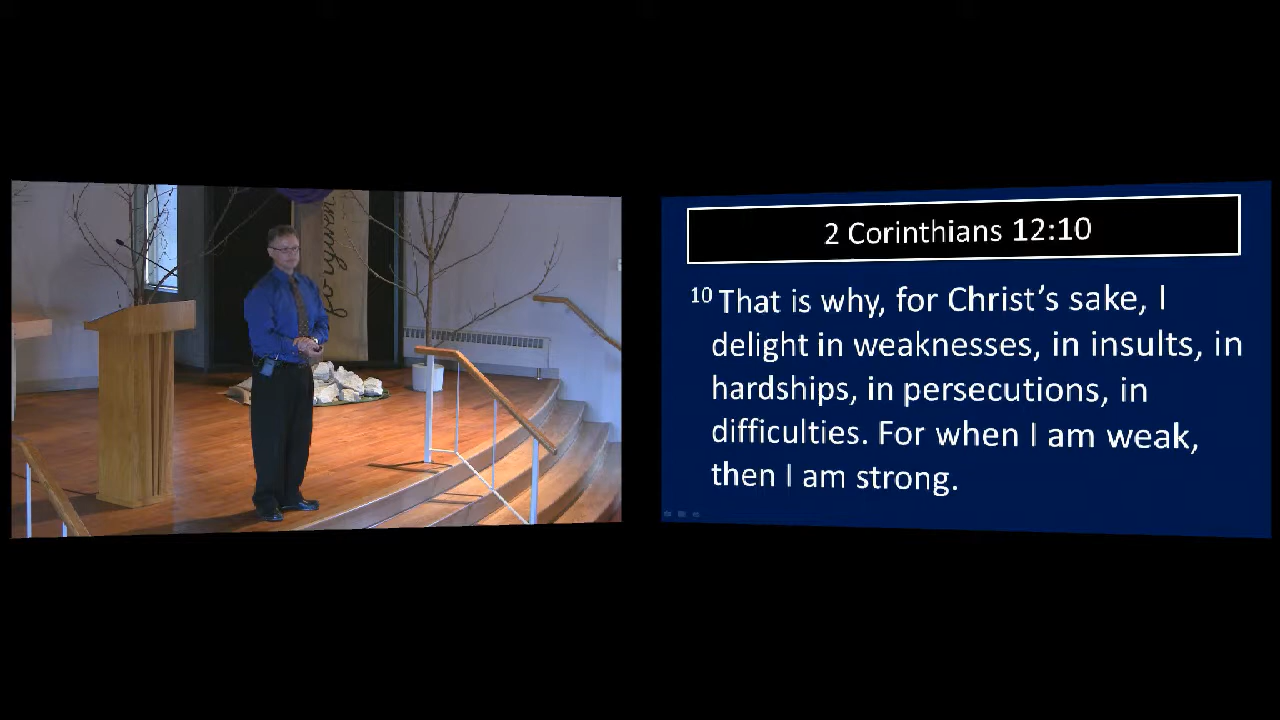 forgiven
2 Corinthians 12:10
10 That is why, for Christ’s sake, I
delight in weaknesses, in insults, in
hardships, in persecutions, in
difficulties. For when I am weak,
then I am strong.